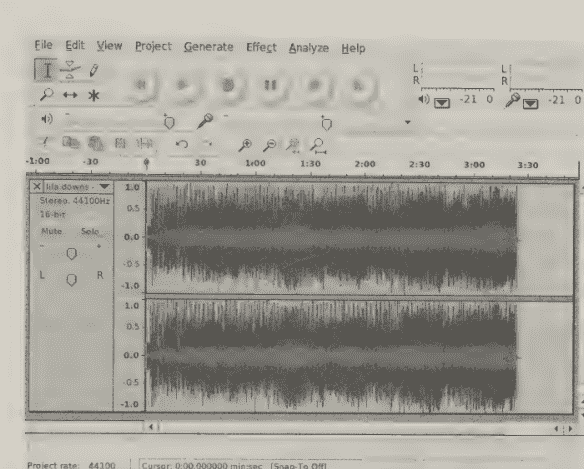 File Edit View Project Generate Effect Analyze Help
L
R
-21 0
L
R
-21 0
-1:00 -30 0 30 1:00 1:30 2:00 2:30 3:00 3:30
Stereo, 44100Hz
16-bit
Mute
L R
1.0
0.5
0.0
-0.5
-1.0
1.0
0.5
0.0
-0.5
-1.0
Project rate: 44100 Cursor: 0:00.000000 min:sec [Snap-To Off]